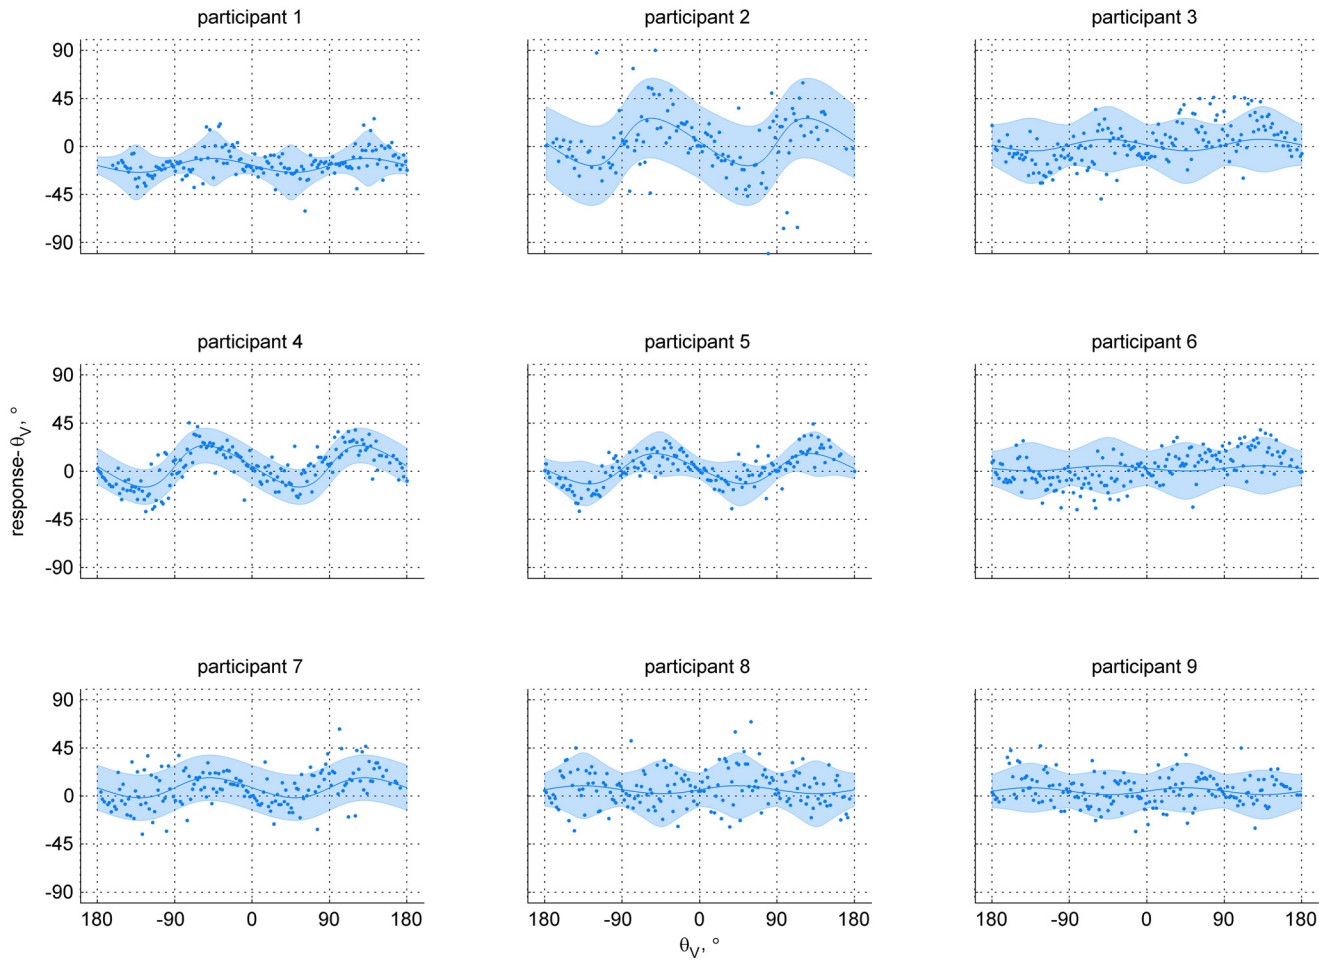 participant 1
participant 2
participant 3
90
45
0
-45
-90
participant 4
participant 5
participant 6
90
45
0
-45
-90
response- θV, °
participant 7
participant 8
participant 9
90
45
0
-45
-90
180 -90 0 90 180
180 -90 0 90 180
180 -90 0 90 180
θV, °